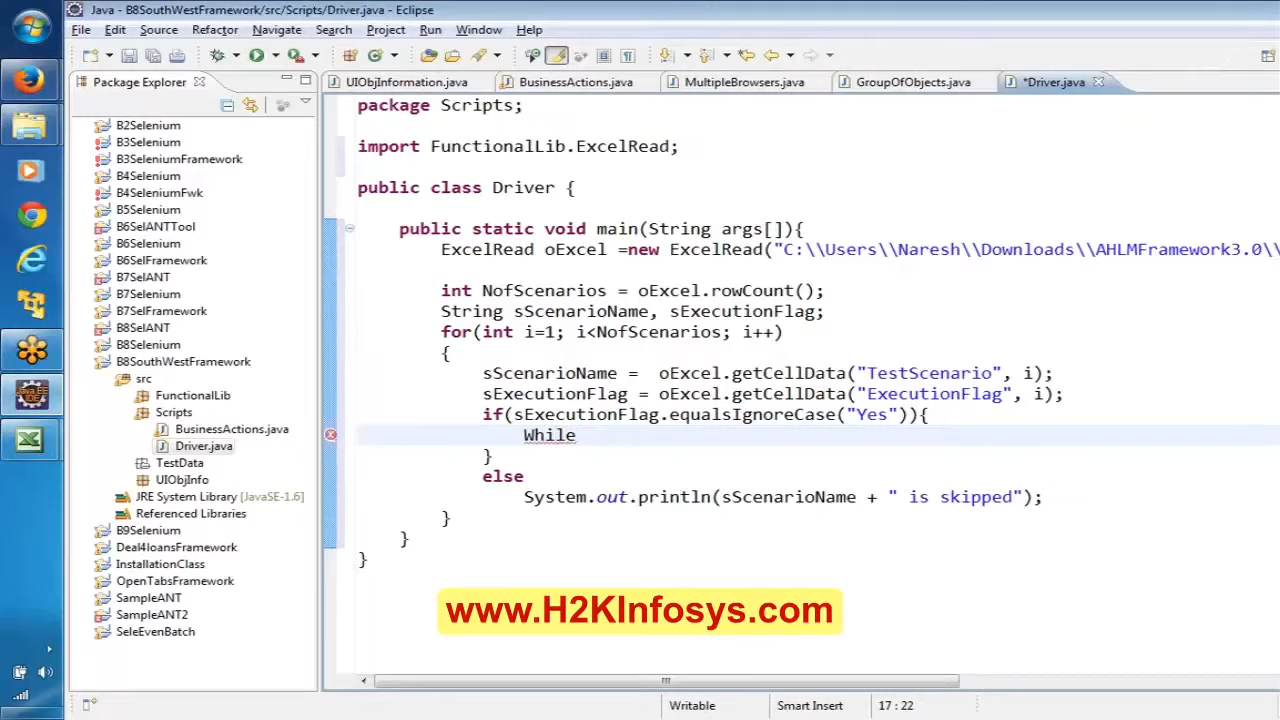 Java - B8SouthWestFramework/src/Scripts/Driver.java - Eclipse
File Edit Source Refactor Navigate Search Project Run Window Help
Package Explorer
UIObjInformation.java BusinessActions.java MultipleBrowsers.java GroupOfObjects.java *Driver.java
B2Selenium
B3Selenium
B3SeleniumFramework
B4Selenium
B4SeleniumFwk
B5Selenium
B6SelANTTool
B6Selenium
B6SelFramework
B7SelANT
B7Selenium
B7SelFramework
B8SelANT
B8Selenium
B8SouthWestFramework
src
FunctionalLib
Scripts
BusinessActions.java
Driver.java
TestData
UIObjInfo
JRE System Library [JavaSE-1.6]
Referenced Libraries
B9Selenium
Deal4loansFramework
InstallationClass
OpenTabsFramework
SampleANT
SampleANT2
SeleEvenBatch
package Scripts;
import FunctionalLib.ExcelRead;
public class Driver {
public static void main(String args[]){
ExcelRead oExcel =new ExcelRead("C:\\Users\\Naresh\\Downloads\\AHLMFramework3.0\\
int NofScenarios = oExcel.rowCount();
String sScenarioName, sExecutionFlag;
for(int i=1; i<NofScenarios; i++)
{
sScenarioName =  oExcel.getCellData("TestScenario", i);
sExecutionFlag = oExcel.getCellData("ExecutionFlag", i);
if(sExecutionFlag.equalsIgnoreCase("Yes")){
While
}
else
System.out.println(sScenarioName + " is skipped");
}
}
}
www.H2KInfosys.com
Writable Smart Insert 17 : 22